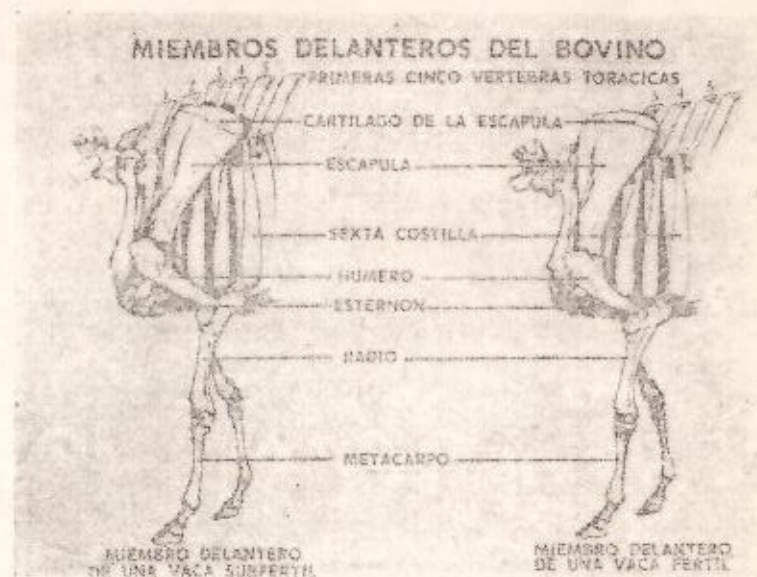 MIEMBROS DELANTEROS DEL BOVINO
PRIMERAS CINCO VERTEBRAS TORACICAS
CARTILAGO DE LA ESCAPULA
ESCAPULA
SEXTA COSTILLA
HUMERO
ESTERNON
RADIO
METACARPO
MIEMBRO DELANTERO
DE UNA VACA SUBFERTIL
MIEMBRO DELANTERO
DE UNA VACA FERTIL